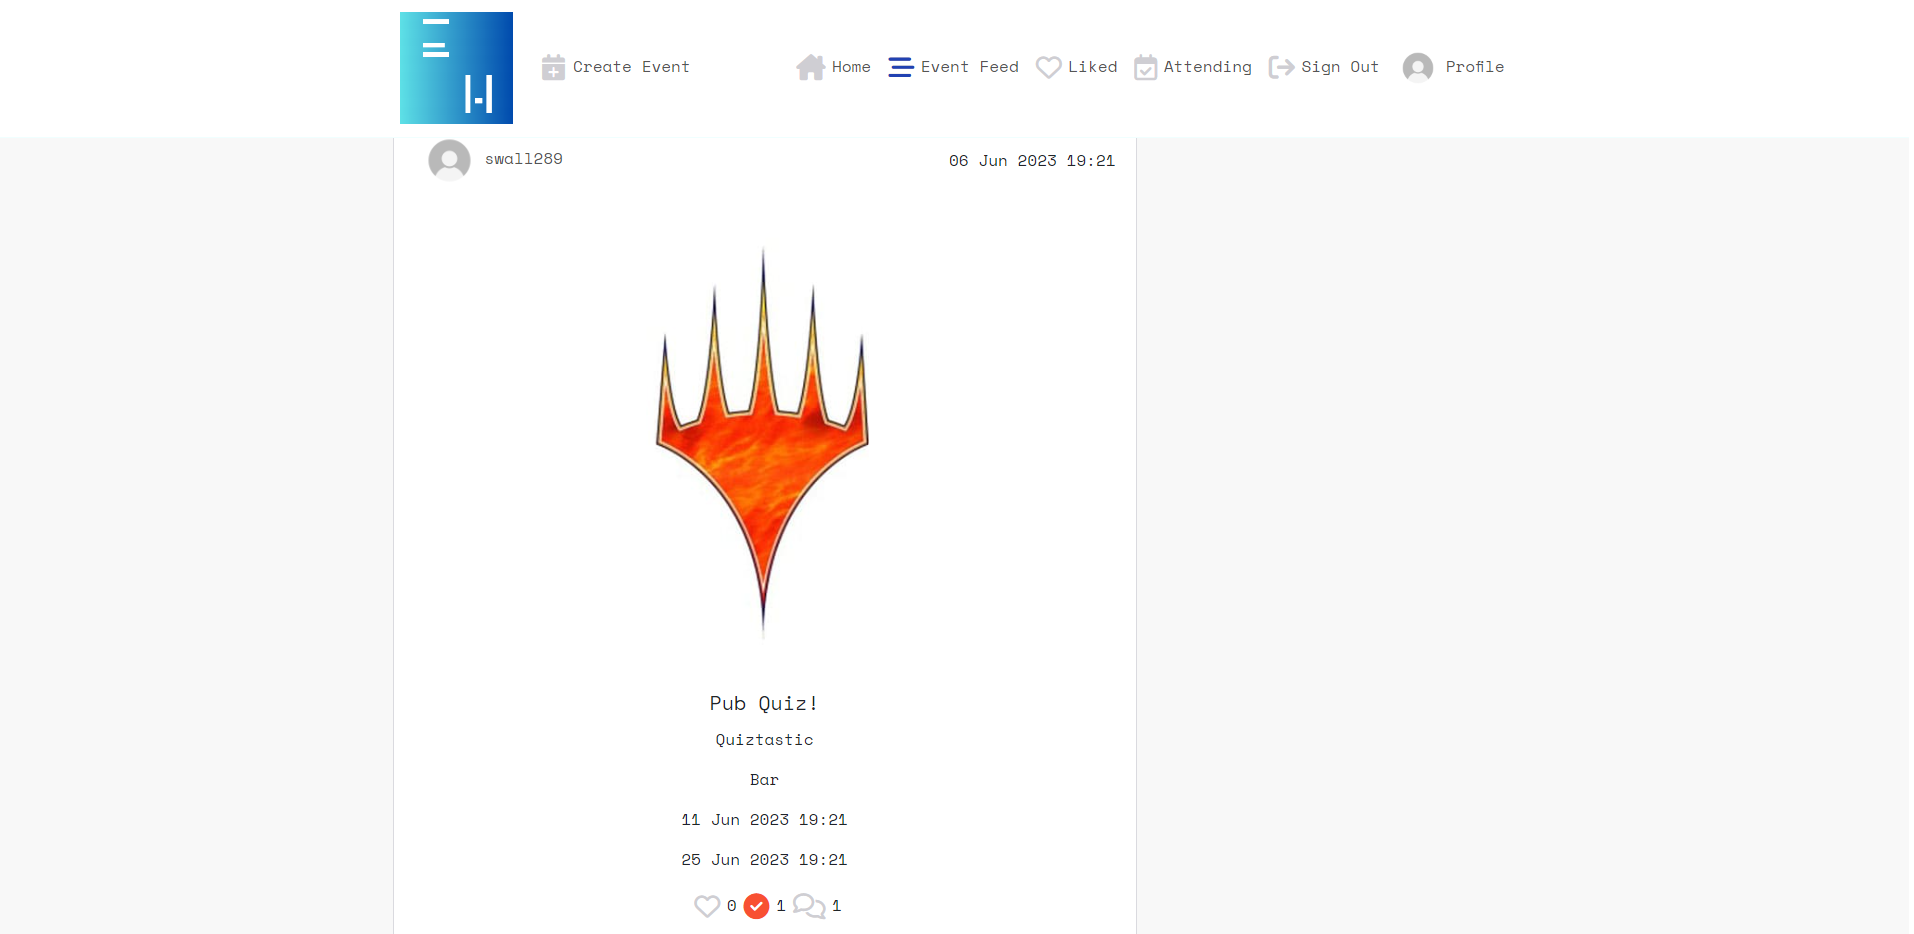 Create Event Home Event Feed Liked Attending Sign Out Profile
swall289 06 Jun 2023 19:21
Pub Quiz!
Quiztastic
Bar
11 Jun 2023 19:21
25 Jun 2023 19:21
0 1 1